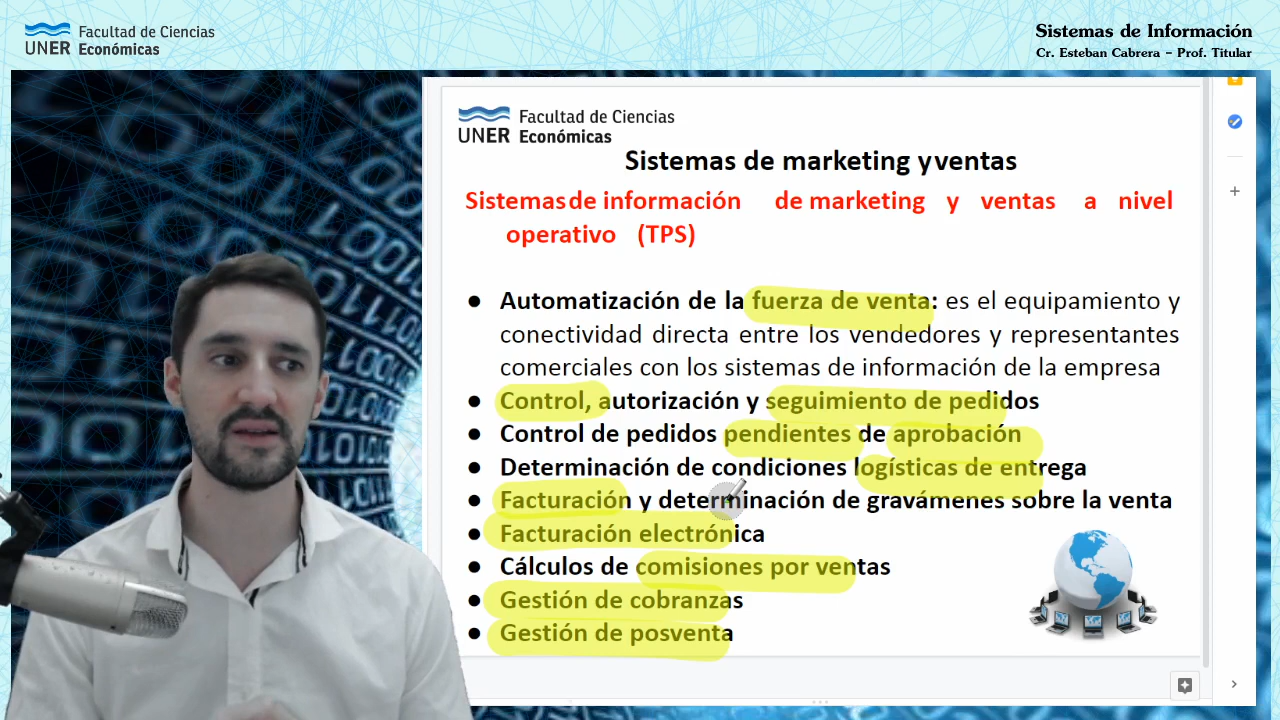 Facultad de Ciencias
UNER Económicas
Sistemas de Información
Cr. Esteban Cabrera - Prof. Titular
Facultad de Ciencias
UNER Económicas
Sistemas de marketing y ventas
Sistemas de información de marketing y ventas a nivel
operativo (TPS)
● Automatización de la fuerza de venta: es el equipamiento y
conectividad directa entre los vendedores y representantes
comerciales con los sistemas de información de la empresa
● Control, autorización y seguimiento de pedidos
● Control de pedidos pendientes de aprobación
● Determinación de condiciones logísticas de entrega
● Facturación y determinación de gravámenes sobre la venta
● Facturación electrónica
● Cálculos de comisiones por ventas
● Gestión de cobranzas
● Gestión de posventa